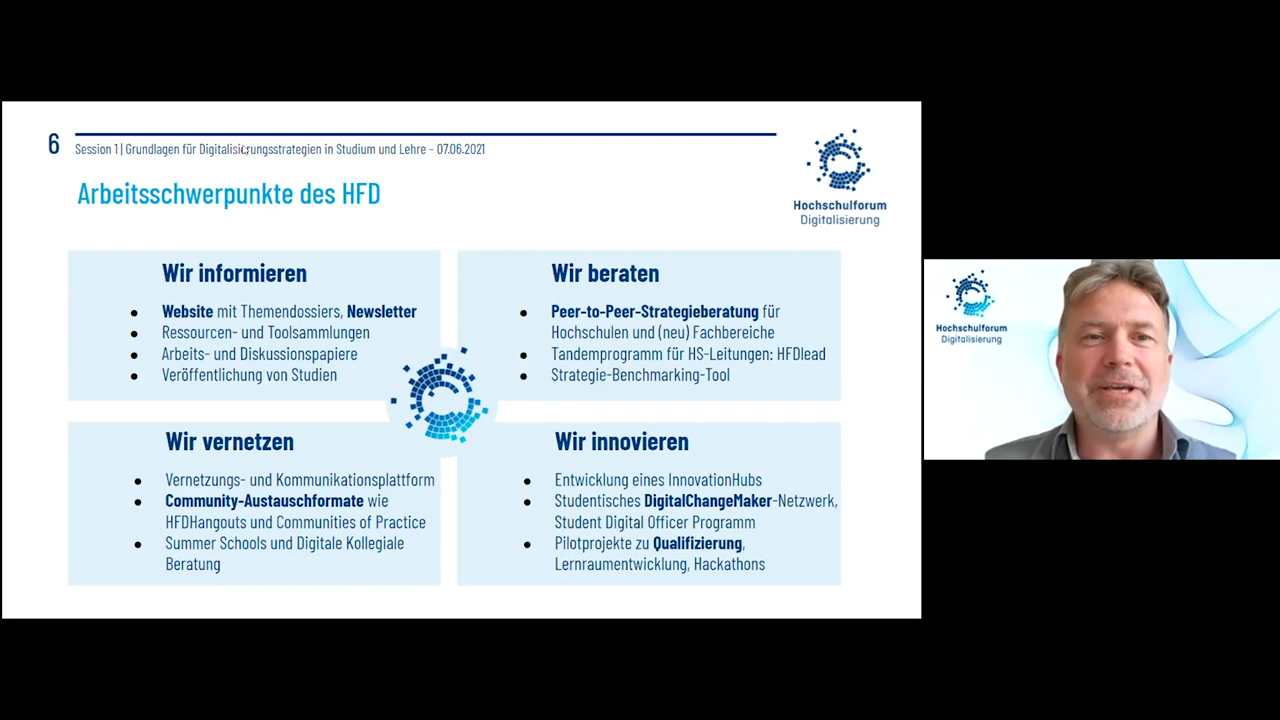 6
Session 1 | Grundlagen für Digitalisierungsstrategien in Studium und Lehre – 07.06.2021
Arbeitsschwerpunkte des HFD
Hochschulforum
Digitalisierung
Wir informieren
● Website mit Themendossiers, Newsletter
● Ressourcen- und Toolsammlungen
● Arbeits- und Diskussionspapiere
● Veröffentlichung von Studien
Wir beraten
● Peer-to-Peer-Strategieberatung für
Hochschulen und (neu) Fachbereiche
● Tandemprogramm für HS-Leitungen: HFDlead
● Strategie-Benchmarking-Tool
Wir vernetzen
● Vernetzungs- und Kommunikationsplattform
● Community-Austauschformate wie
HFDHangouts und Communities of Practice
● Summer Schools und Digitale Kollegiale
Beratung
Wir innovieren
● Entwicklung eines InnovationHubs
● Studentisches DigitalChangeMaker-Netzwerk,
Student Digital Officer Programm
● Pilotprojekte zu Qualifizierung,
Lernraumentwicklung, Hackathons
Hochschulforum
Digitalisierung